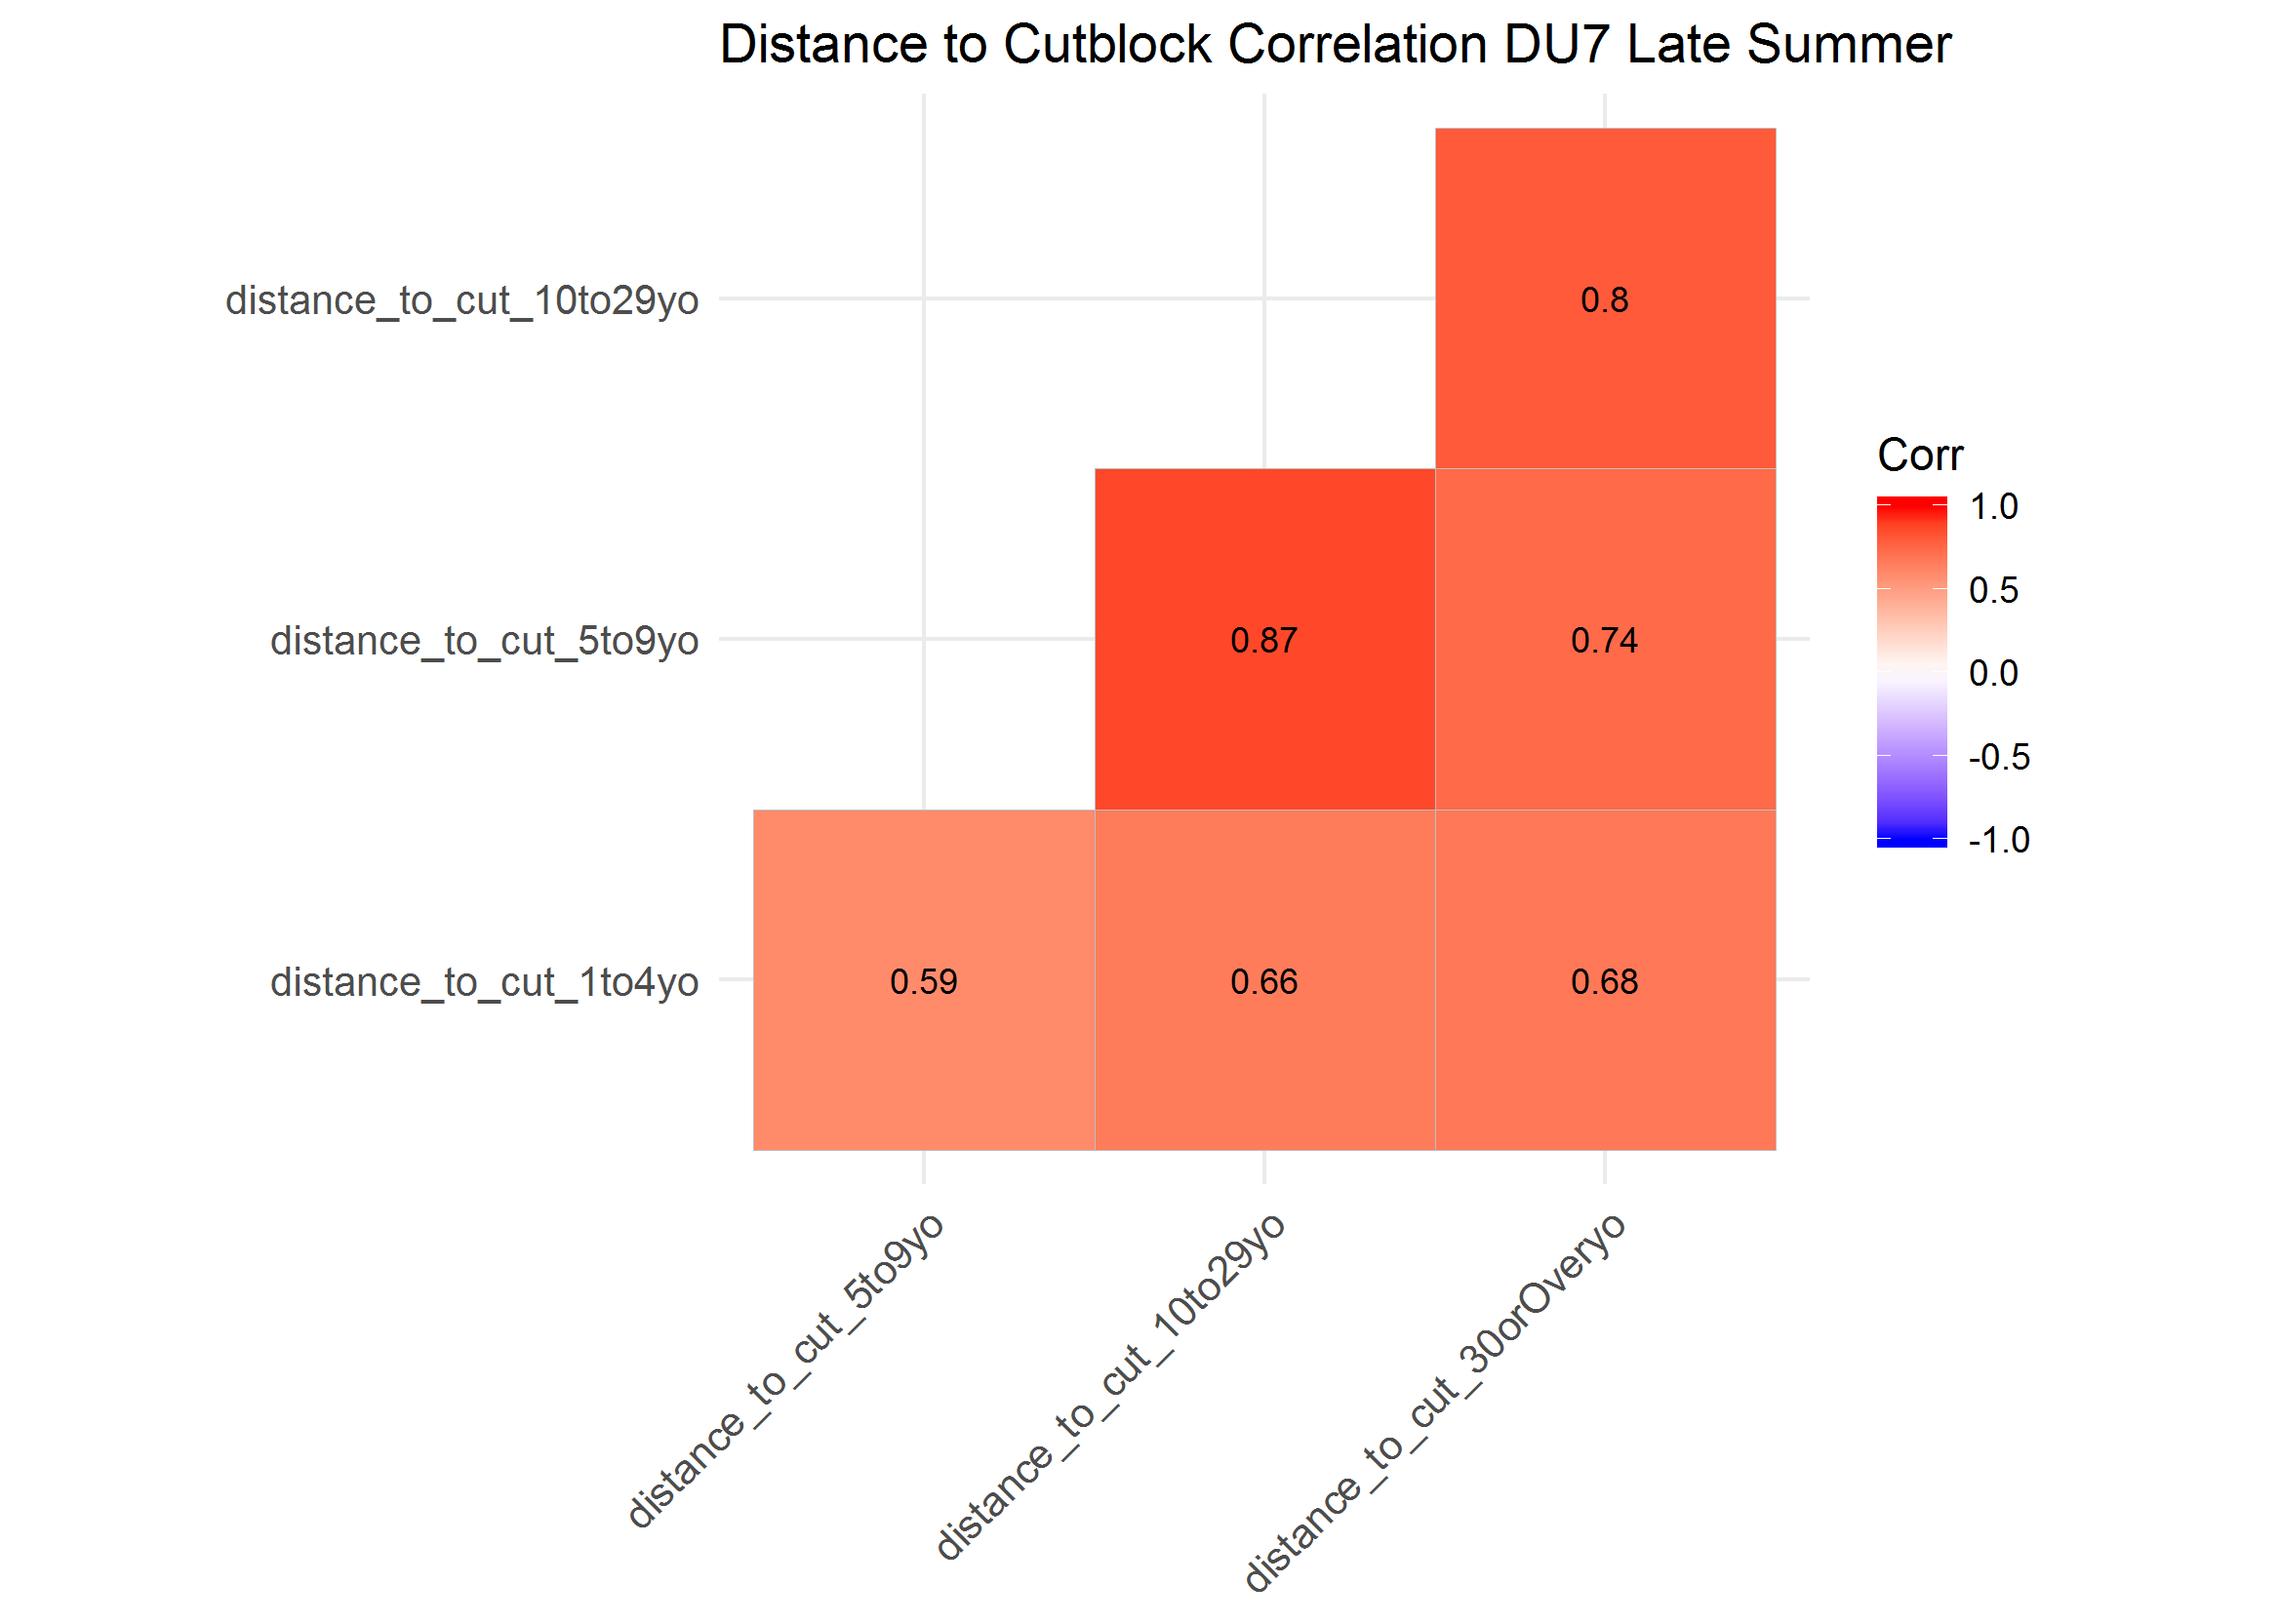 Distance to Cutblock Correlation DU7 Late Summer
distance_to_cut_10to29yo
0.8
Corr
1.0
0.5
0.0
-0.5
-1.0
distance_to_cut_5to9yo
0.87
0.74
distance_to_cut_1to4yo
0.59
0.66
0.68
distance_to_cut_5to9yo
distance_to_cut_10to29yo
distance_to_cut_30orOveryo